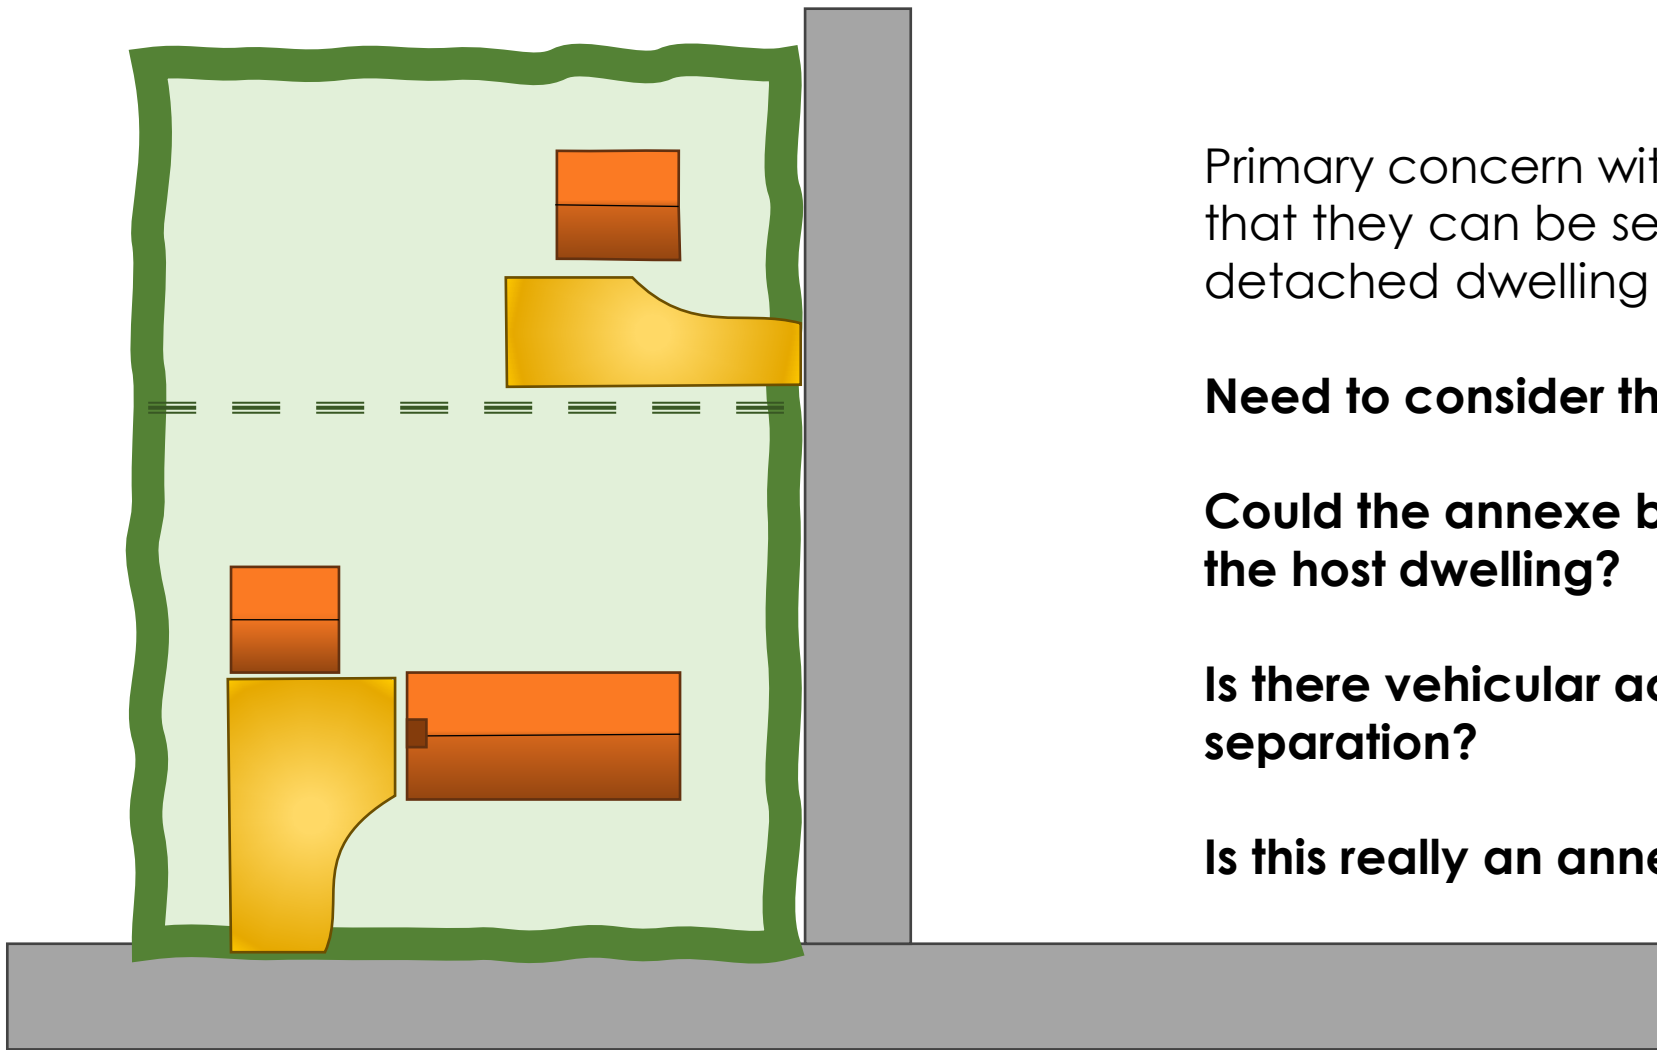 Primary concern wit
that they can be se
detached dwelling
Need to consider th
Could the annexe b
the host dwelling?
Is there vehicular ac
separation?
Is this really an anne